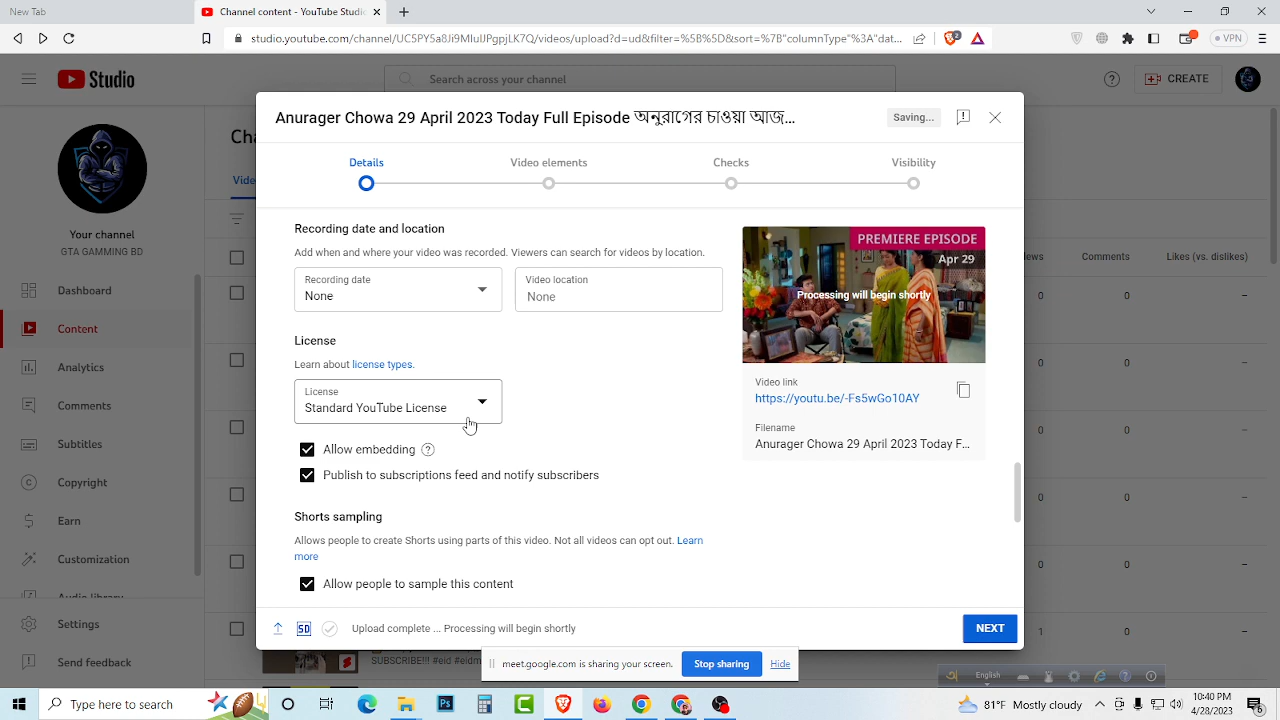 New Tab
Channel content - YouTube Studi
studio.youtube.com/channel/UC5PY5a8Ji9MIuIJPgpjLK7Q/videos/upload?d=ud&filter=%5B%5D&sort=%7B"columnType"%3A"dat...
2
VPN
Studio
Search across your channel
CREATE
Anurager Chowa 29 April 2023 Today Full Episode অনুরাগের চাওয়া আজ...
Saving...
Details
Video elements
Checks
Visibility
Your channel
GTA GAMMING BD
Dashboard
Content
Analytics
Comments
Subtitles
Copyright
Earn
Customization
Audio library
Settings
Send feedback
Recording date and location
Add when and where your video was recorded. Viewers can search for videos by location.
Recording date
None
Video location
None
License
Learn about license types.
License
Standard YouTube License
Allow embedding
Publish to subscriptions feed and notify subscribers
Shorts sampling
Allows people to create Shorts using parts of this video. Not all videos can opt out. Learn
more
Allow people to sample this content
PREMIERE EPISODE
Apr 29
Processing will begin shortly
Video link
https://youtu.be/-Fs5wGo10AY
Filename
Anurager Chowa 29 April 2023 Today F...
Comments
Likes (vs. dislikes)
0 0 –
0 0 –
0 0 –
0 0 –
0 0 –
1 0 –
SD
Upload complete ... Processing will begin shortly
NEXT
SUBSCRIBE!!! #eid #eidm
meet.google.com is sharing your screen.
Stop sharing
Hide
English
Type here to search
81°F Mostly cloudy
10:40 PM
4/28/2023
6